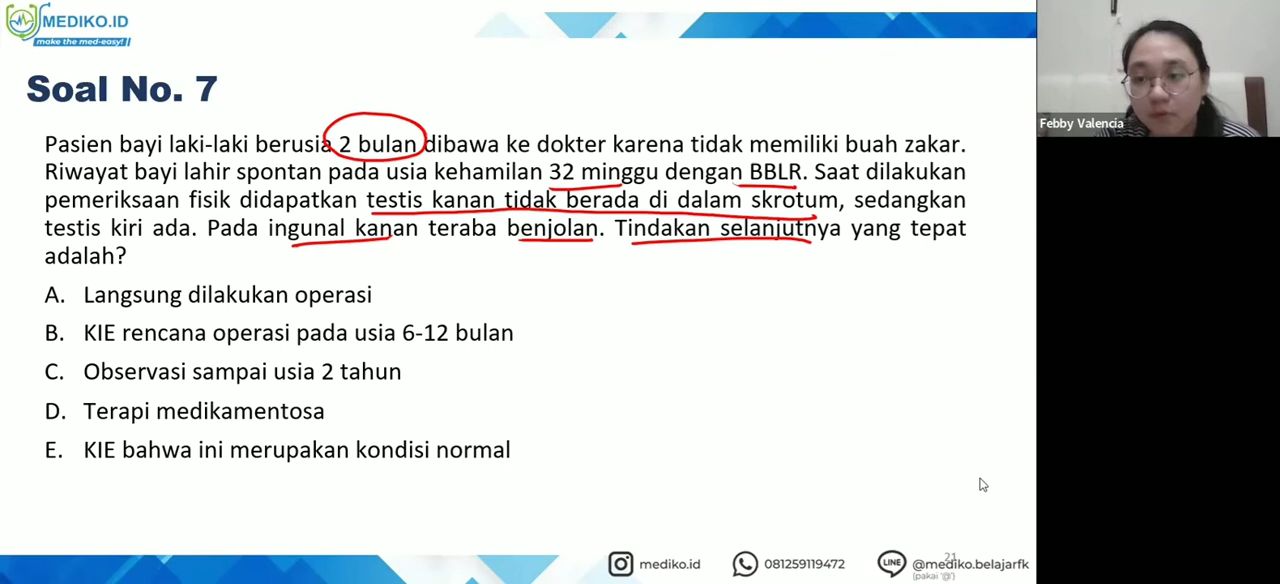 MEDIKO.ID
make the med-easy!
Soal No. 7
Pasien bayi laki-laki berusia 2 bulan dibawa ke dokter karena tidak memiliki buah zakar.
Riwayat bayi lahir spontan pada usia kehamilan 32 minggu dengan BBLR. Saat dilakukan
pemeriksaan fisik didapatkan testis kanan tidak berada di dalam skrotum, sedangkan
testis kiri ada. Pada ingunal kanan teraba benjolan. Tindakan selanjutnya yang tepat
adalah?
A. Langsung dilakukan operasi
B. KIE rencana operasi pada usia 6-12 bulan
C. Observasi sampai usia 2 tahun
D. Terapi medikamentosa
E. KIE bahwa ini merupakan kondisi normal
Febby Valencia
mediko.id
081259119472
LINE
@mediko.belajarfk
(pakai '@')
21